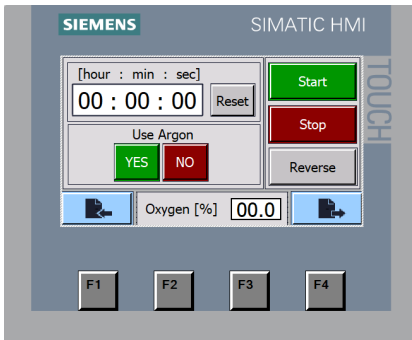 SIEMENS
SIMATIC HMI
TOUCH
[hour : min : sec]
00 : 00 : 00
Reset
Use Argon
YES
NO
Start
Stop
Reverse
Oxygen [%]
00.0
F1
F2
F3
F4